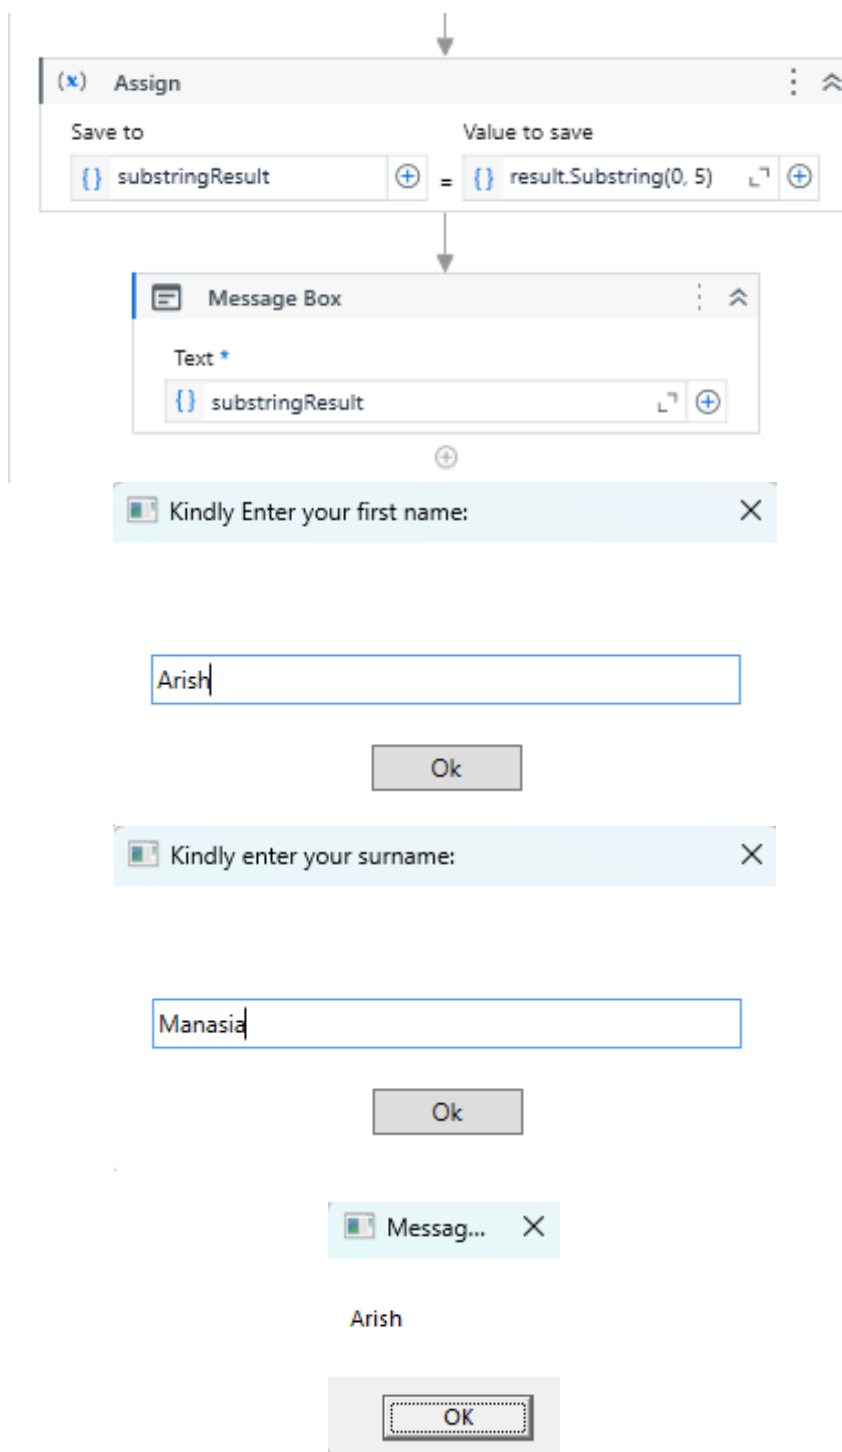 (x) Assign
Save to Value to save
{} substringResult = {} result.Substring(0, 5)
Message Box
Text *
{} substringResult
Kindly Enter your first name:
Arish
Ok
Kindly enter your surname:
Manasia
Ok
Messag...
Arish
OK